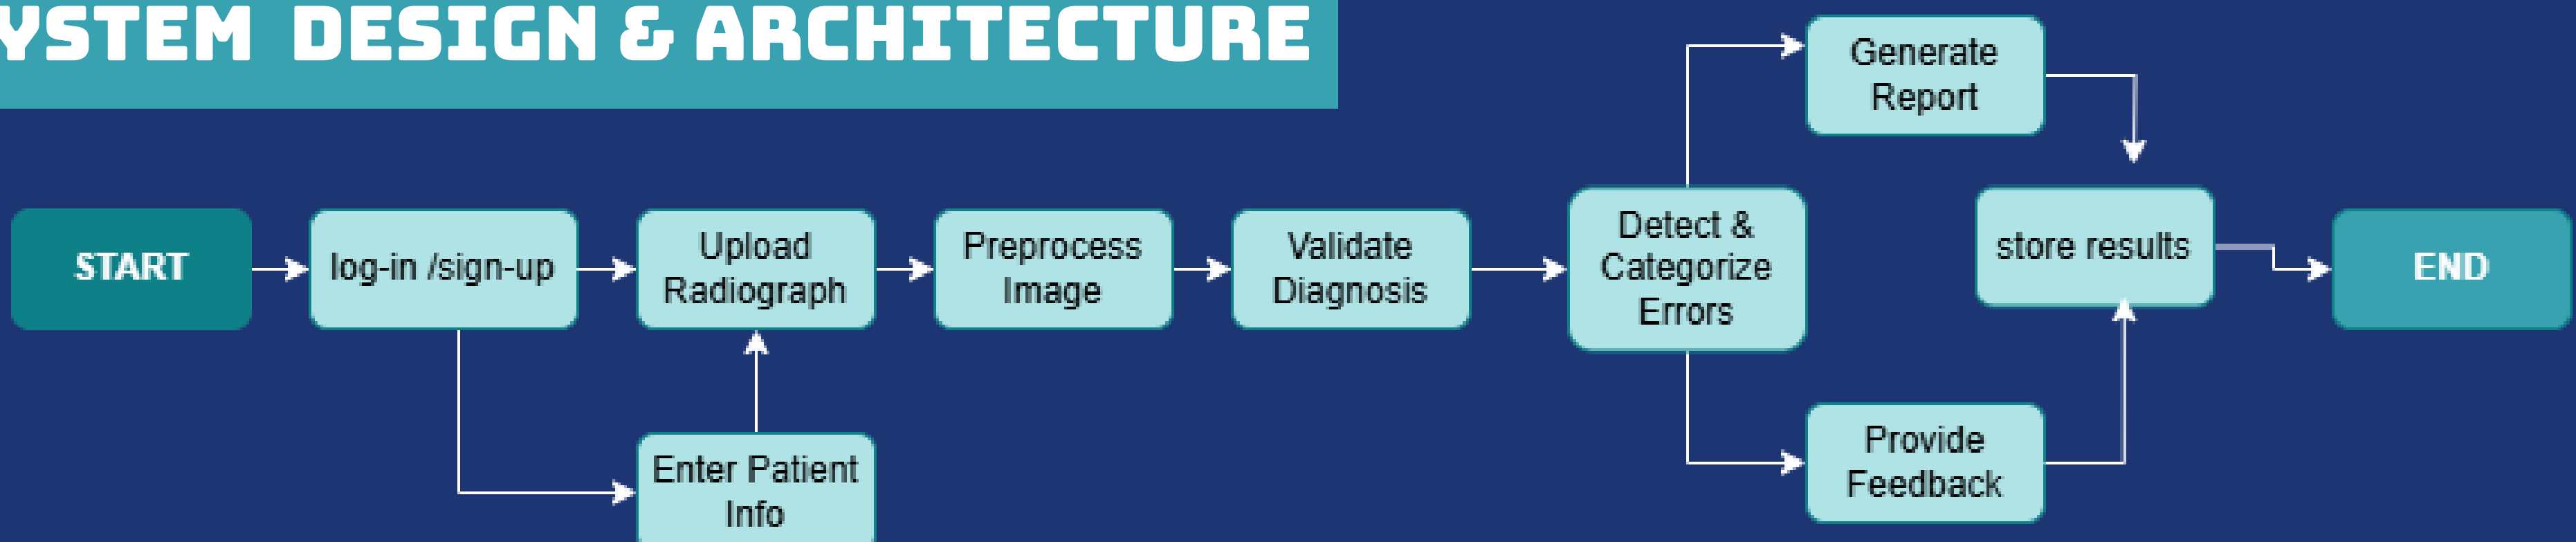 YSTEM DESIGN & ARCHITECTURE
START
log-in /sign-up
Upload
Radiograph
Preprocess
Image
Validate
Diagnosis
Detect &
Categorize
Errors
Generate
Report
store results
END
Enter Patient
Info
Provide
Feedback